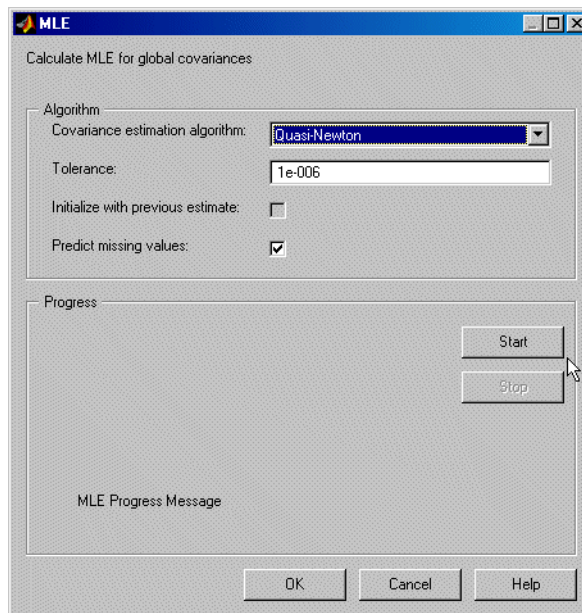 MLE
Calculate MLE for global covariances
Algorithm
Covariance estimation algorithm: Quasi-Newton
Tolerance: 1e-006
Initialize with previous estimate:
Predict missing values:
Progress
Start
Stop
MLE Progress Message
OK Cancel Help